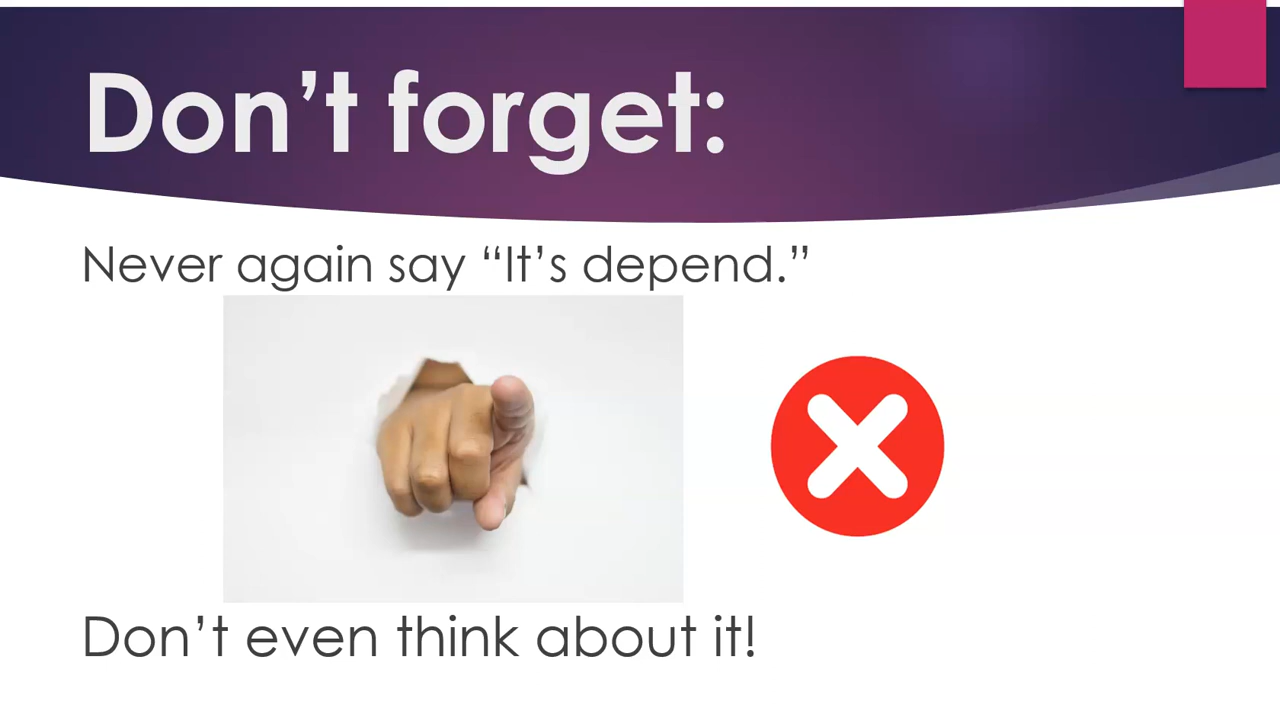 Don’t forget:
Never again say “It’s depend.”
Don’t even think about it!